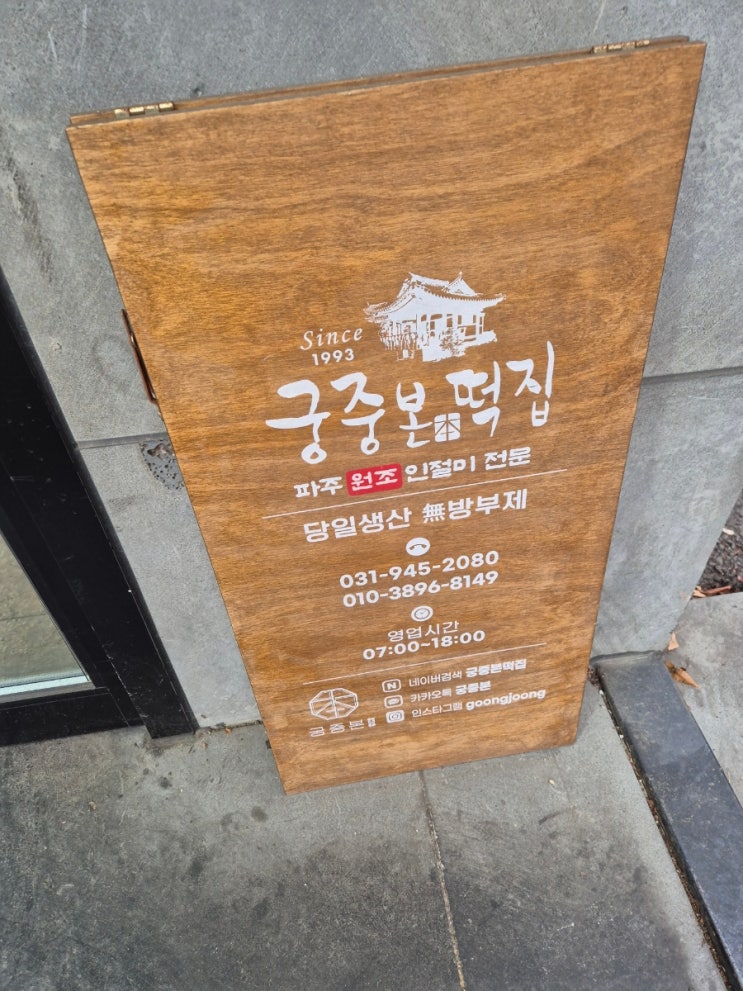 Since
1993
궁중본떡집
파주 원조 인절미 전문
당일생산 無방부제
031-945-2080
010-3896-8149
영업시간
07:00~18:00
N 네이버검색 궁중본떡집
카카오톡 궁중본
인스타그램 goongjoong
궁중본